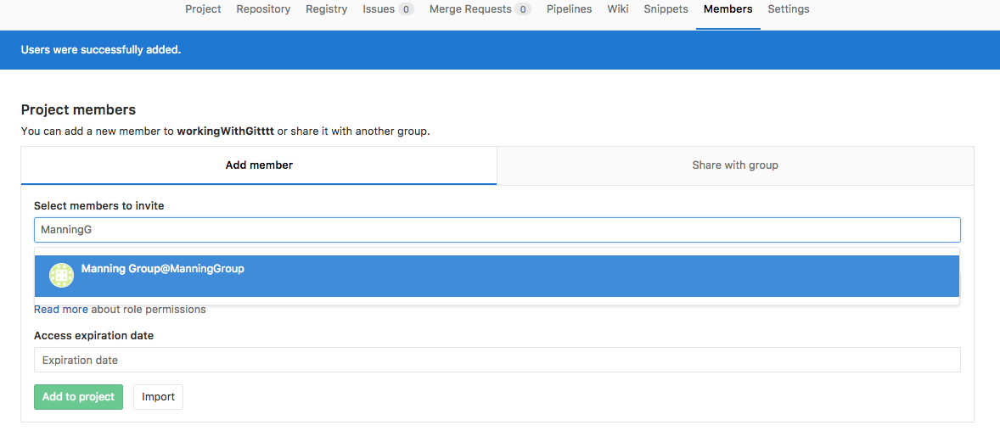 Project Repository Registry Issues 0 Merge Requests 0 Pipelines Wiki Snippets Members Settings
Users were successfully added.
Project members
You can add a new member to workingWithGitttt or share it with another group.
Add member Share with group
Select members to invite
ManningG
Manning Group@ManningGroup
Read more about role permissions
Access expiration date
Expiration date
Add to project Import